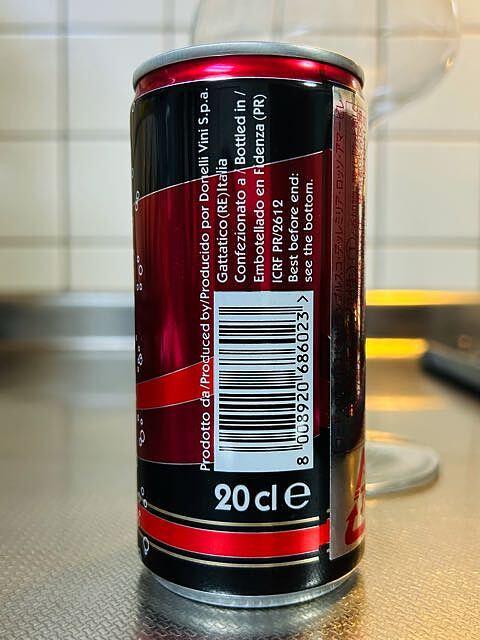 Prodotto da/Produced by/Producido por Donelli Vini S.p.a.
Gattatico(RE)Italia
Confezionato a / Bottled in /
Embotellado en Fidenza (PR)
ICRF PR/2612
Best before end:
see the bottom.
8 008920 686023 >
20 cl e